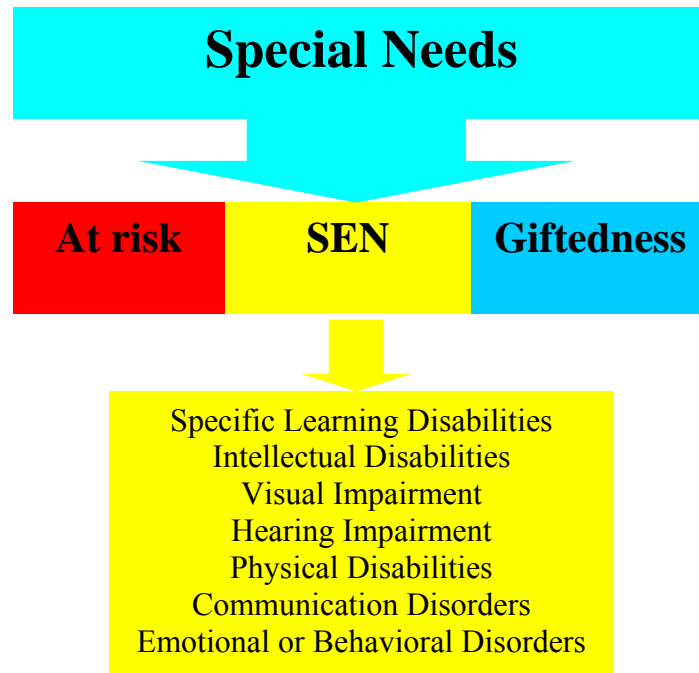 Special Needs
At risk SEN Giftedness
Specific Learning Disabilities
Intellectual Disabilities
Visual Impairment
Hearing Impairment
Physical Disabilities
Communication Disorders
Emotional or Behavioral Disorders